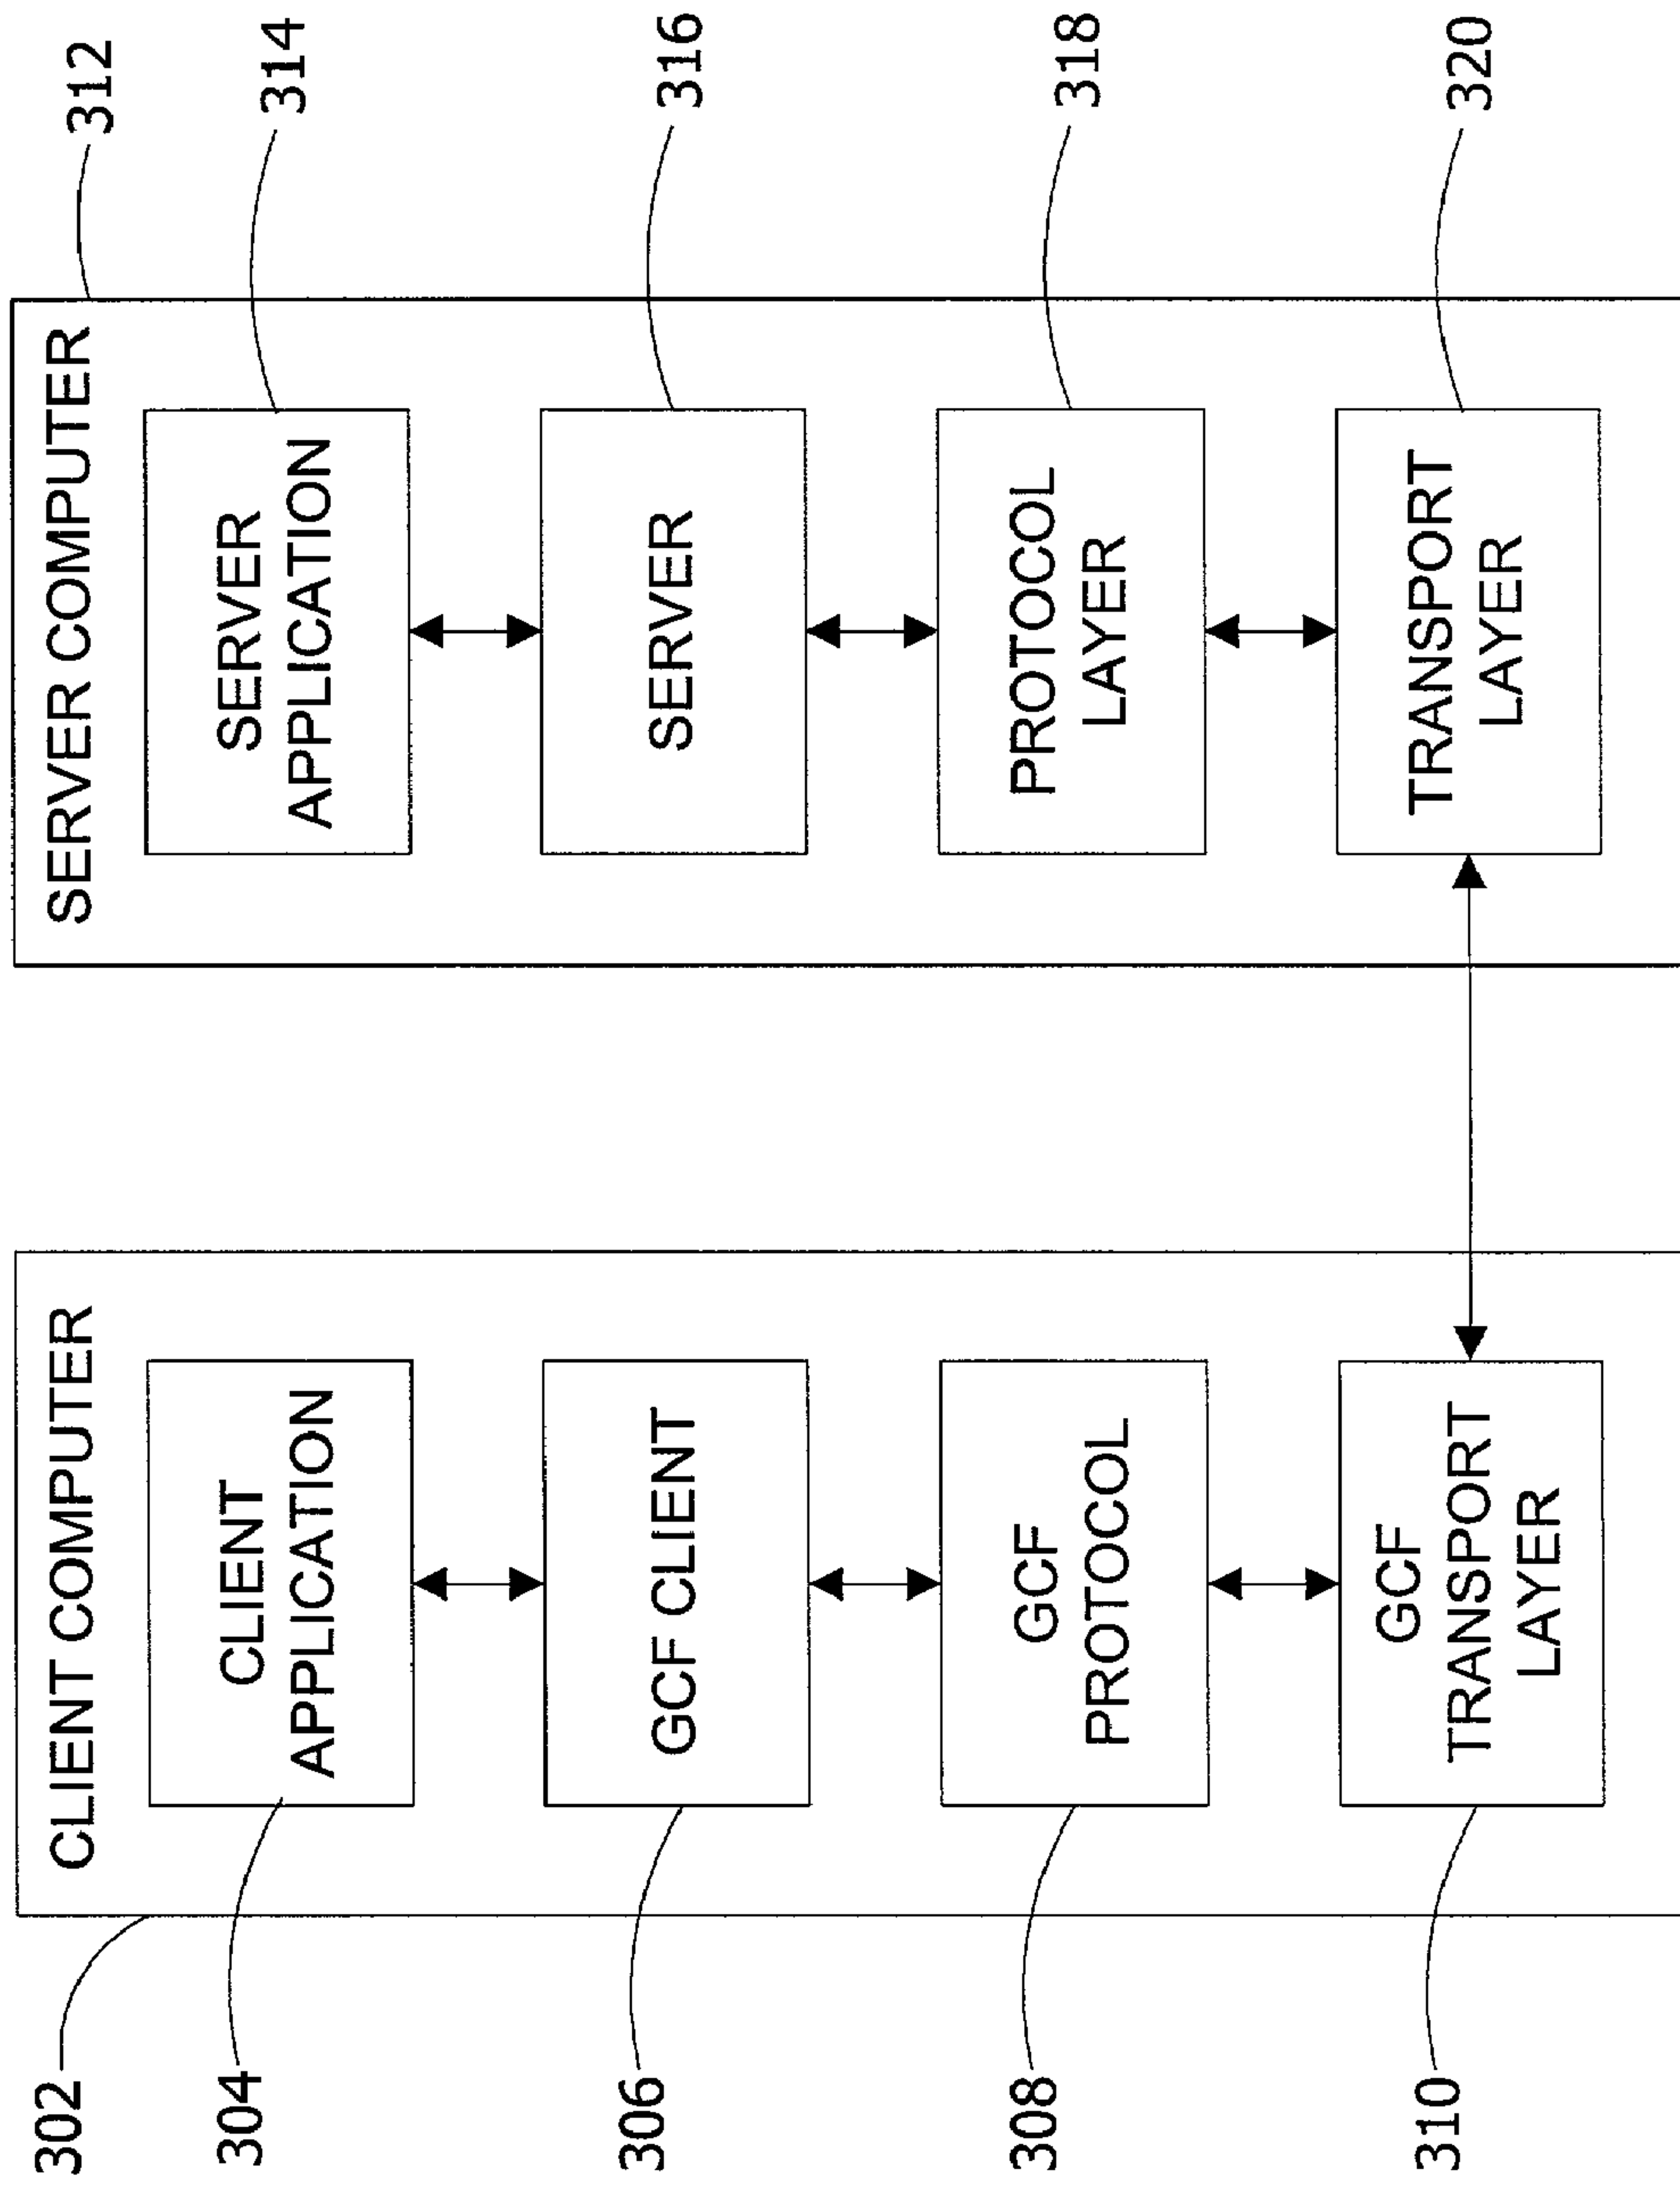 302
CLIENT COMPUTER
304
CLIENT
APPLICATION
306
GCF CLIENT
308
GCF
PROTOCOL
310
GCF
TRANSPORT
LAYER
SERVER COMPUTER
312
SERVER
APPLICATION
314
SERVER
316
PROTOCOL
LAYER
318
TRANSPORT
LAYER
320